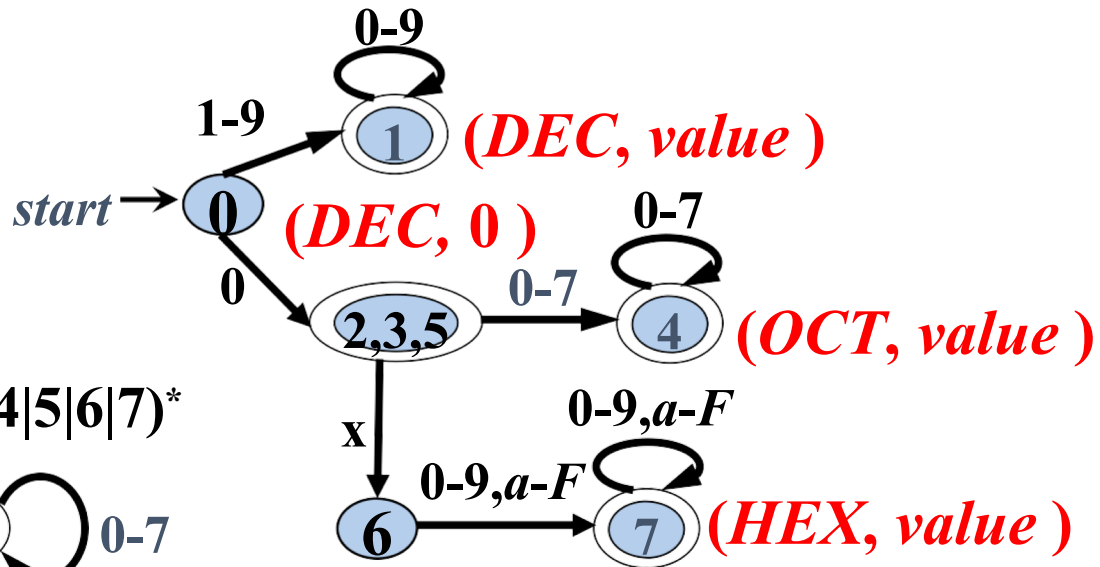 0-9
1-9
1
(DEC, value )
start
0
(DEC, 0 )
0-7
0
0-7
2,3,5
4
(OCT, value )
4|5|6|7)*
x
0-9,a-F
0-9,a-F
6
7
(HEX, value )
0-7